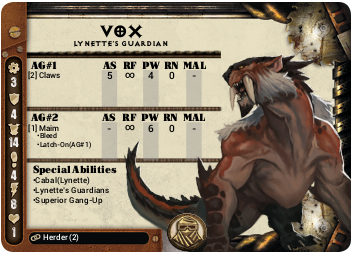 VOX
LYNETTE'S GUARDIAN
AG#1 AS RF PW RN MAL
[2] Claws 5 ∞ 4 0 -
AG#2 AS RF PW RN MAL
[1] Maim - ∞ 6 0 -
•Bleed
•Latch-On(AG#1)
Special Abilities
•Cabal(Lynette)
•Lynette's Guardians
•Superior Gang-Up
3
4
14
4
8
1
Herder(2)